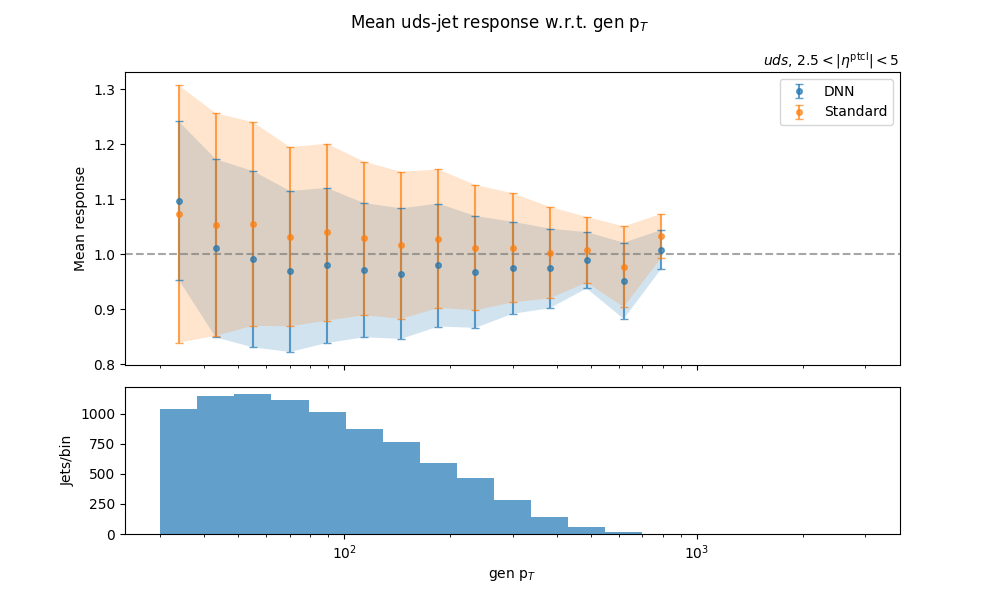 Mean uds-jet response w.r.t. gen p_T
uds, 2.5 < |η^ptcl| < 5
DNN
Standard
Mean response
1.3
1.2
1.1
1.0
0.9
0.8
Jets/bin
1000
750
500
250
0
10^2
10^3
gen p_T